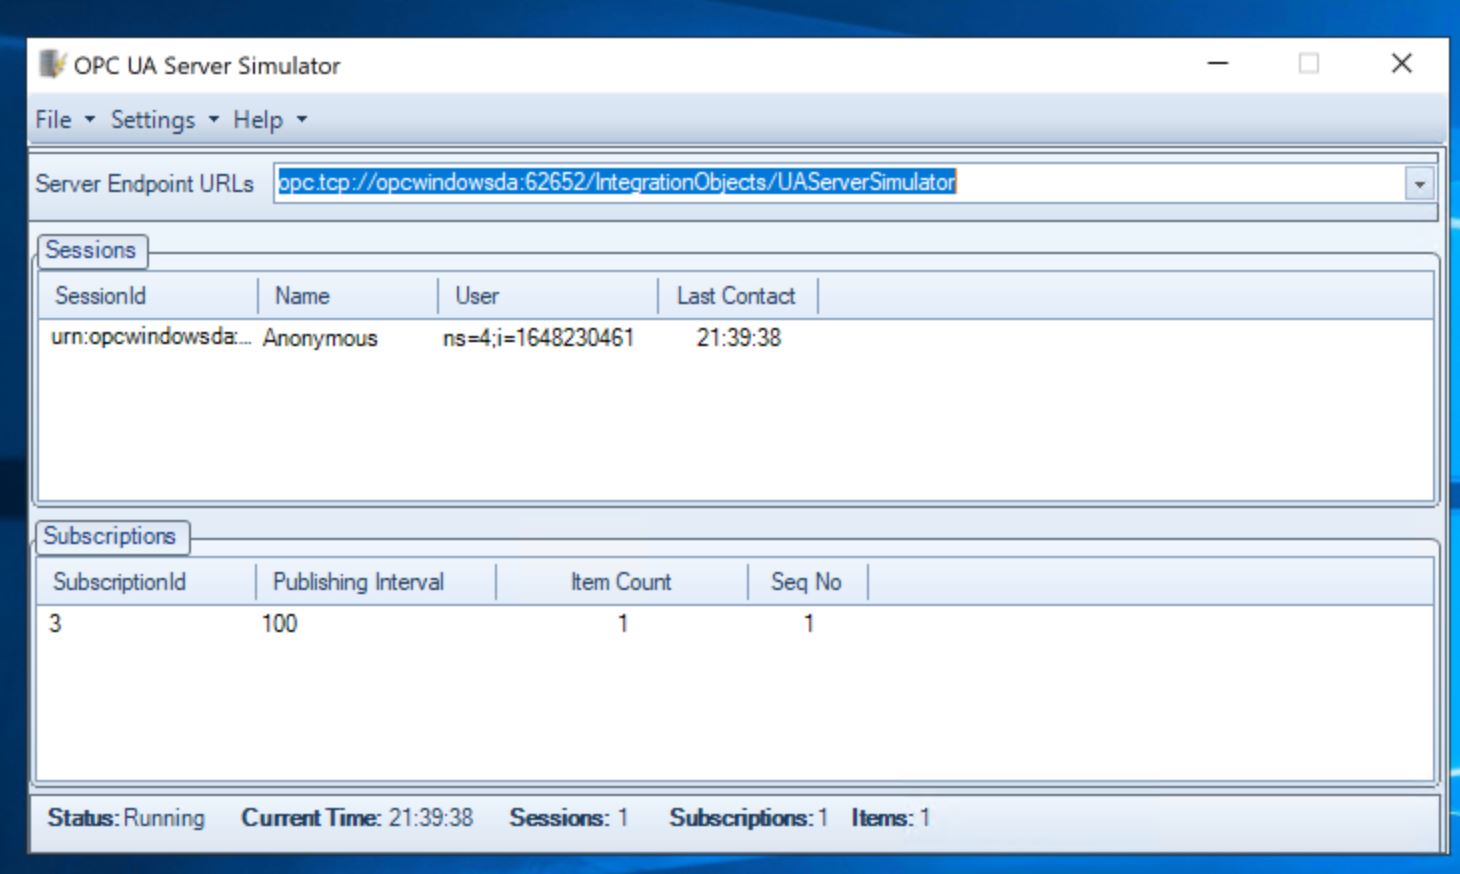 OPC UA Server Simulator
File Settings Help
Server Endpoint URLs opc.tcp://opcwindowsda:62652/IntegrationObjects/UAServerSimulator
Sessions
SessionId Name User Last Contact
urn:opcwindowsda:... Anonymous ns=4;i=1648230461 21:39:38
Subscriptions
SubscriptionId Publishing Interval Item Count Seq No
3 100 1 1
Status: Running Current Time: 21:39:38 Sessions: 1 Subscriptions: 1 Items: 1